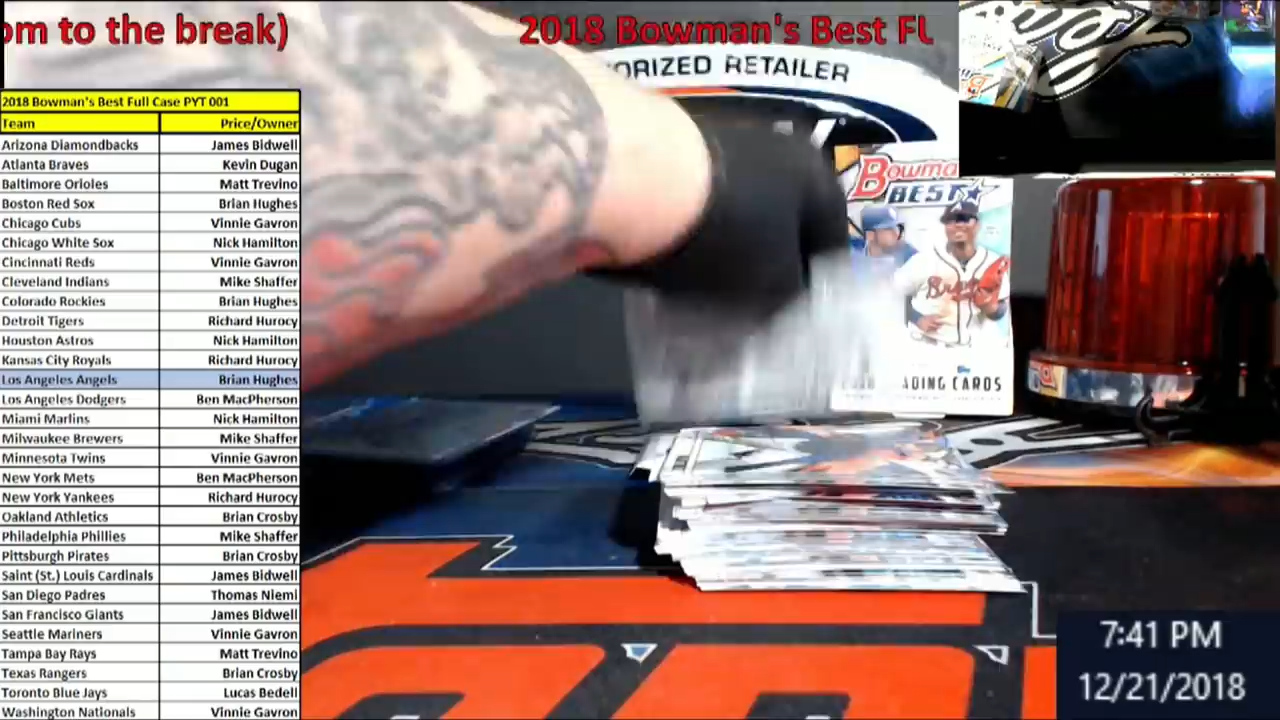 om to the break)
2018 Bowman's Best Fu
ORIZED RETAILER
2018 Bowman's Best Full Case PYT 001
Team Price/Owner
Arizona Diamondbacks James Bidwell
Atlanta Braves Kevin Dugan
Baltimore Orioles Matt Trevino
Boston Red Sox Brian Hughes
Chicago Cubs Vinnie Gavron
Chicago White Sox Nick Hamilton
Cincinnati Reds Vinnie Gavron
Cleveland Indians Mike Shaffer
Colorado Rockies Brian Hughes
Detroit Tigers Richard Hurocy
Houston Astros Nick Hamilton
Kansas City Royals Richard Hurocy
Los Angeles Angels Brian Hughes
Los Angeles Dodgers Ben MacPherson
Miami Marlins Nick Hamilton
Milwaukee Brewers Mike Shaffer
Minnesota Twins Vinnie Gavron
New York Mets Ben MacPherson
New York Yankees Richard Hurocy
Oakland Athletics Brian Crosby
Philadelphia Phillies Mike Shaffer
Pittsburgh Pirates Brian Crosby
Saint (St.) Louis Cardinals James Bidwell
San Diego Padres Thomas Niemi
San Francisco Giants James Bidwell
Seattle Mariners Vinnie Gavron
Tampa Bay Rays Matt Trevino
Texas Rangers Brian Crosby
Toronto Blue Jays Lucas Bedell
Washington Nationals Vinnie Gavron
Bowma
BEST
ADING CARDS
7:41 PM
12/21/2018